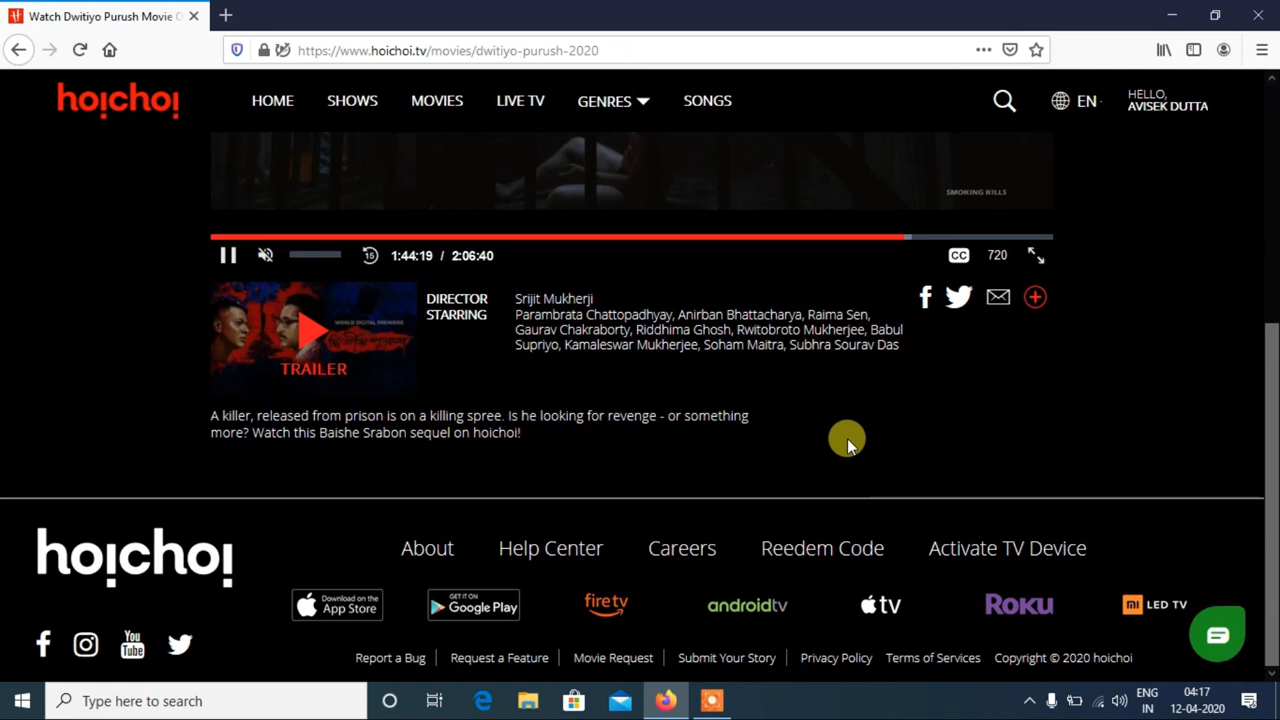 Watch Dwitiyo Purush Movie O
https://www.hoichoi.tv/movies/dwitiyo-purush-2020
hoichoi
HOME
SHOWS
MOVIES
LIVE TV
GENRES
SONGS
EN
HELLO,
AVISEK DUTTA
SMOKING KILLS
15
1:44:19 / 2:06:40
CC
720
WORLD DIGITAL PREMIERE
TRAILER
DIRECTOR
Srijit Mukherji
STARRING
Parambrata Chattopadhyay, Anirban Bhattacharya, Raima Sen,
Gaurav Chakraborty, Riddhima Ghosh, Rwitobroto Mukherjee, Babul
Supriyo, Kamaleswar Mukherjee, Soham Maitra, Subhra Sourav Das
A killer, released from prison is on a killing spree. Is he looking for revenge - or something
more? Watch this Baishe Srabon sequel on hoichoi!
hoichoi
About
Help Center
Careers
Reedem Code
Activate TV Device
Download on the
App Store
GET IT ON
Google Play
firetv
androidtv
tv
Roku
MI LED TV
You
Tube
Report a Bug
Request a Feature
Movie Request
Submit Your Story
Privacy Policy
Terms of Services
Copyright © 2020 hoichoi
Type here to search
ENG
IN
04:17
12-04-2020